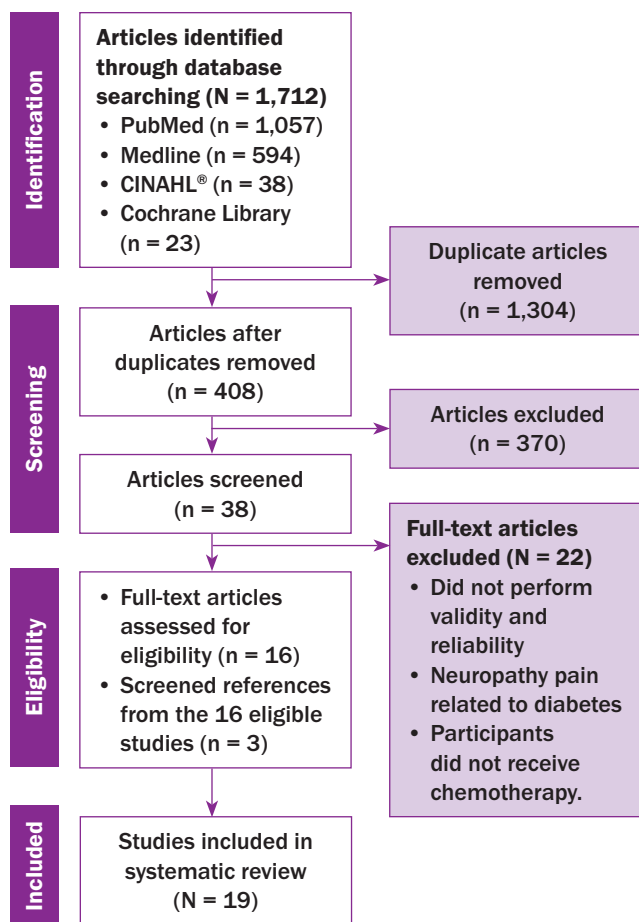 Identification
Articles identified
through database
searching (N = 1,712)
• PubMed (n = 1,057)
• Medline (n = 594)
• CINAHL® (n = 38)
• Cochrane Library
(n = 23)
Duplicate articles
removed
(n = 1,304)
Screening
Articles after
duplicates removed
(n = 408)
Articles excluded
(n = 370)
Articles screened
(n = 38)
Full-text articles
excluded (N = 22)
• Did not perform
validity and
reliability
• Neuropathy pain
related to diabetes
• Participants
did not receive
chemotherapy.
Eligibility
• Full-text articles
assessed for
eligibility (n = 16)
• Screened references
from the 16 eligible
studies (n = 3)
Included
Studies included in
systematic review
(N = 19)